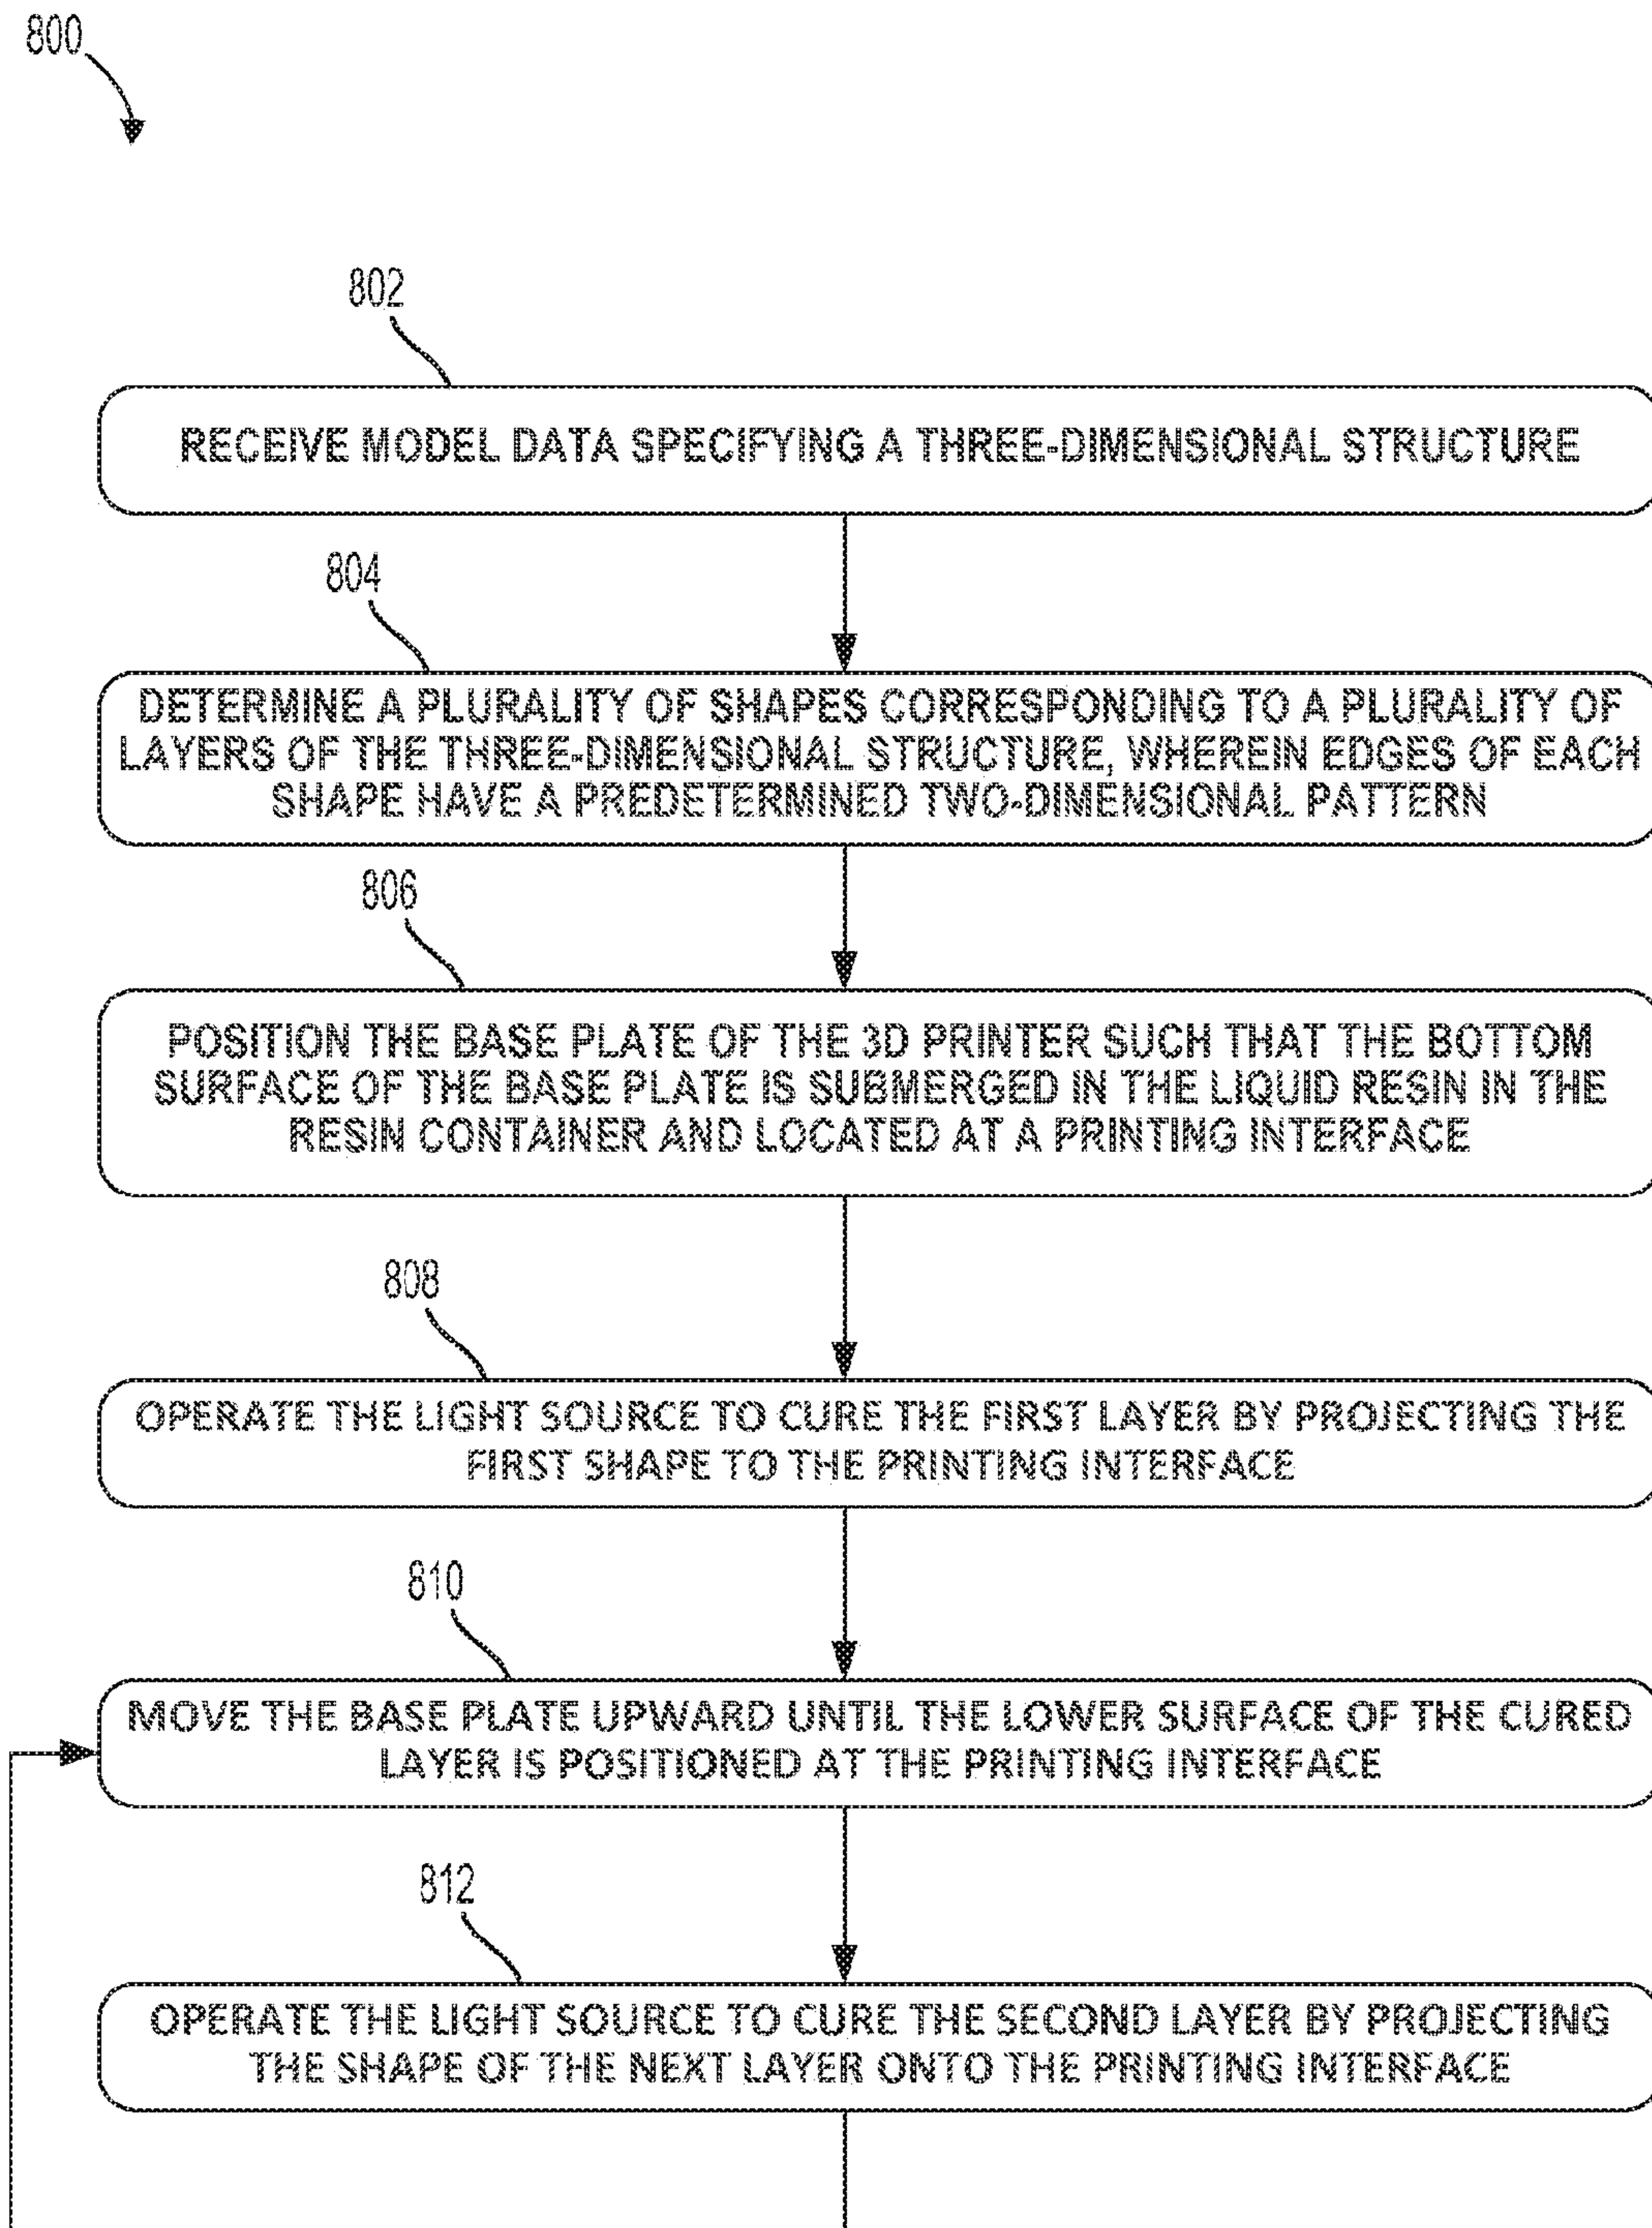 800
802
RECEIVE MODEL DATA SPECIFYING A THREE-DIMENSIONAL STRUCTURE
804
DETERMINE A PLURALITY OF SHAPES CORRESPONDING TO A PLURALITY OF
LAYERS OF THE THREE-DIMENSIONAL STRUCTURE, WHEREIN EDGES OF EACH
SHAPE HAVE A PREDETERMINED TWO-DIMENSIONAL PATTERN
806
POSITION THE BASE PLATE OF THE 3D PRINTER SUCH THAT THE BOTTOM
SURFACE OF THE BASE PLATE IS SUBMERGED IN THE LIQUID RESIN IN THE
RESIN CONTAINER AND LOCATED AT A PRINTING INTERFACE
808
OPERATE THE LIGHT SOURCE TO CURE THE FIRST LAYER BY PROJECTING THE
FIRST SHAPE TO THE PRINTING INTERFACE
810
MOVE THE BASE PLATE UPWARD UNTIL THE LOWER SURFACE OF THE CURED
LAYER IS POSITIONED AT THE PRINTING INTERFACE
812
OPERATE THE LIGHT SOURCE TO CURE THE SECOND LAYER BY PROJECTING
THE SHAPE OF THE NEXT LAYER ONTO THE PRINTING INTERFACE